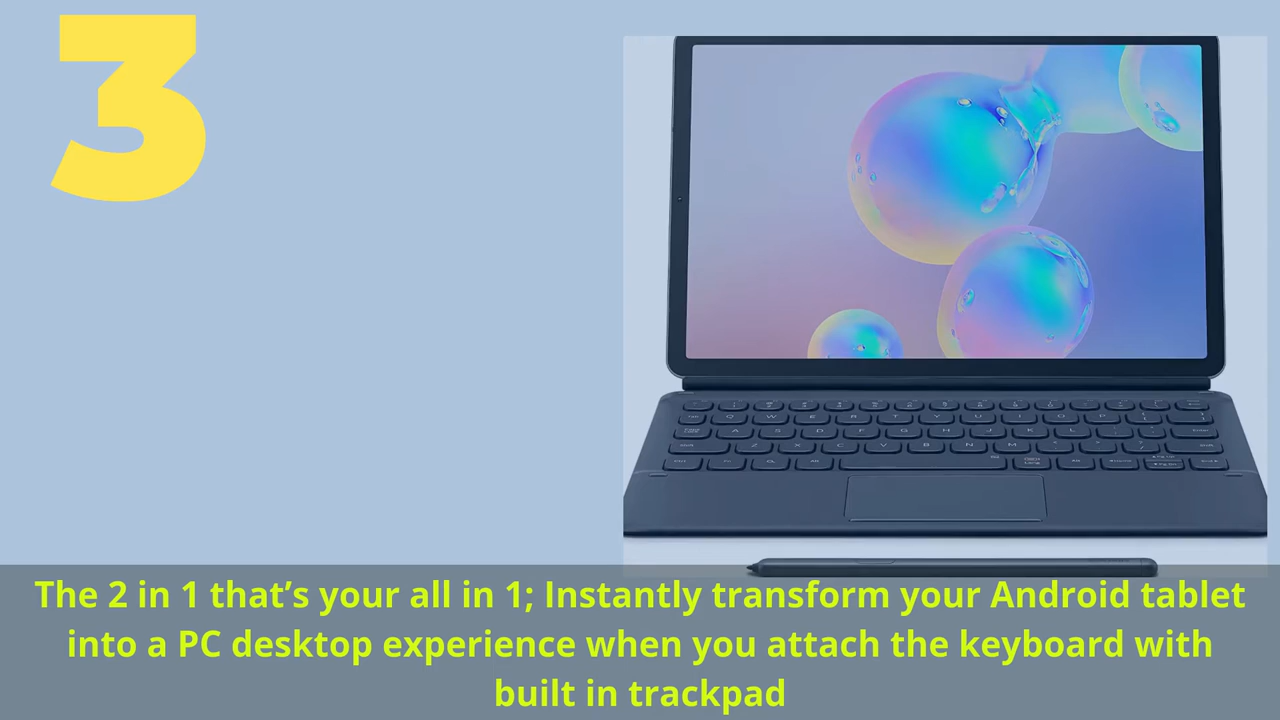 3
Q W E R T Y U I O P
A S D F G H J K L
Z X C V B N M
The 2 in 1 that’s your all in 1; Instantly transform your Android tablet
into a PC desktop experience when you attach the keyboard with
built in trackpad